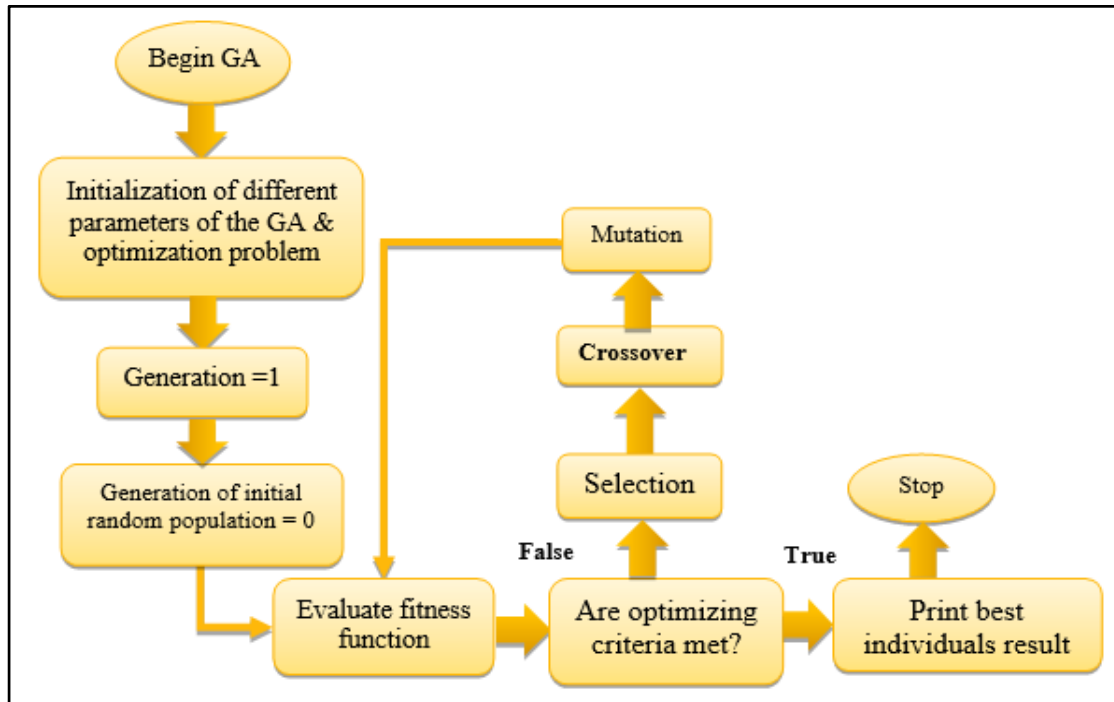 Begin GA
Initialization of different
parameters of the GA &
optimization problem
Generation =1
Generation of initial
random population = 0
Evaluate fitness
function
Are optimizing
criteria met?
False
Selection
Crossover
Mutation
True
Print best
individuals result
Stop